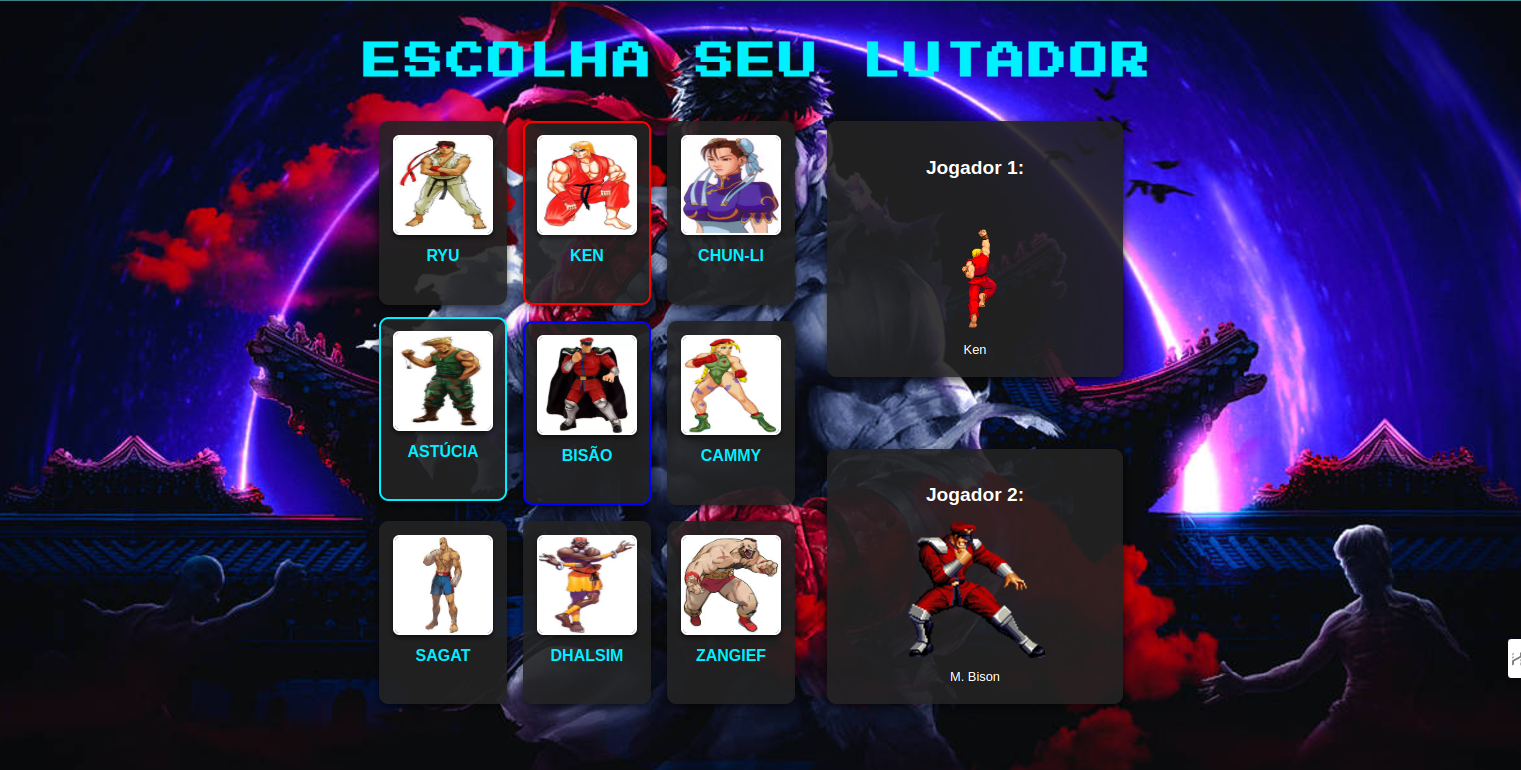 ESCOLHA SEU LUTADOR
RYU
KEN
CHUN-LI
ASTÚCIA
BISÃO
CAMMY
SAGAT
DHALSIM
ZANGIEF
Jogador 1:
Ken
Jogador 2:
M. Bison